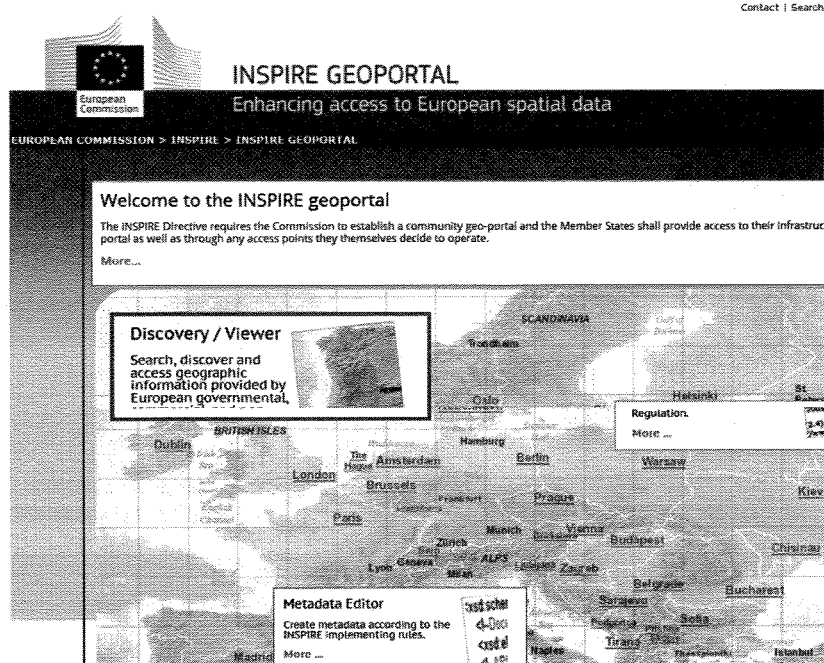 Contact | Search
European
Commission
INSPIRE GEOPORTAL
Enhancing access to European spatial data
EUROPEAN COMMISSION > INSPIRE > INSPIRE GEOPORTAL
Welcome to the INSPIRE geoportal
The INSPIRE Directive requires the Commission to establish a community geo-portal and the Member States shall provide access to their infrastruc
portal as well as through any access points they themselves decide to operate.
More...
Discovery / Viewer
Search, discover and
access geographic
information provided by
European governmental,
SCANDINAVIA
Trondheim
Oslo
Helsinki
St.
Regulation.
More ...
BRITISH ISLES
Dublin
The
Hague
Amsterdam
Hamburg
Berlin
Warsaw
London
Brussels
Frankfurt
Prague
Kiev
Paris
Munich
Vienna
Budapest
Chisinau
Zürich
Bern
ALPS
Lyon
Geneva
Milan
Ljubljana
Zagreb
Belgrade
Bucharest
Sarajevo
Sofia
Tirana
Istanbul
Naples
Madrid
Metadata Editor
Create metadata according to the
INSPIRE implementing rules.
More ...